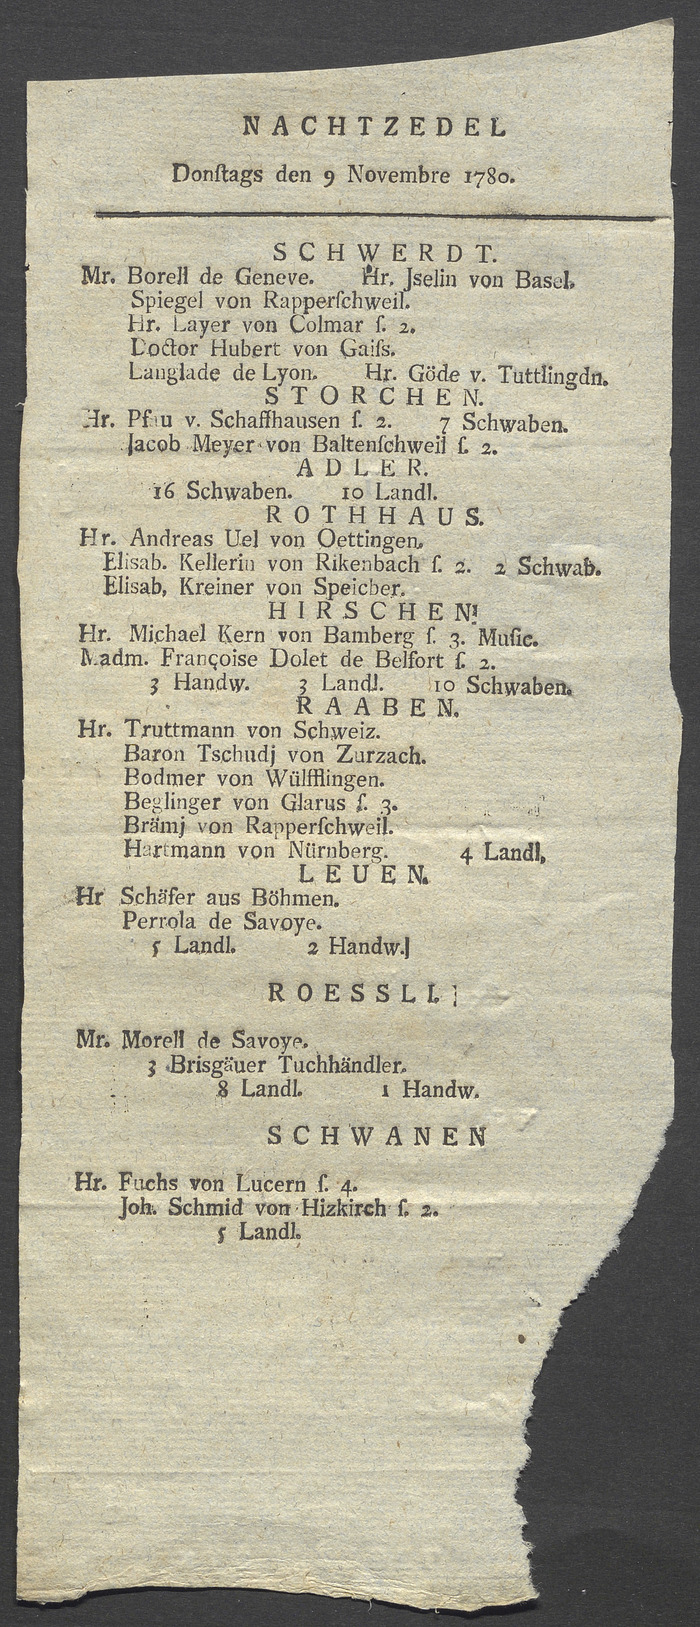 NACHTZEDEL
Donſtags den 9 Novembre 1780.
SCHWERDT.
Mr. Borell de Geneve. Hr. Jselin von Basel.
Spiegel von Rapperſchweil.
Hr. Layer von Colmar ſ. 2.
Doctor Hubert von Gaiſs.
Langlade de Lyon. Hr. Göde v. Tuttlingdn.
STORCHEN.
Hr. Pfau v. Schaffhausen ſ. 2. 7 Schwaben.
Jacob Meyer von Baltenſchweil ſ. 2.
ADLER.
16 Schwaben. 10 Landl.
ROTHHAUS.
Hr. Andreas Uel von Oettingen.
Elisab. Kellerin von Rikenbach ſ. 2. 2 Schwab.
Elisab, Kreiner von Speicber.
HIRSCHEN!
Hr. Michael Kern von Bamberg ſ. 3. Muſic.
Madm. Françoise Dolet de Belfort ſ. 2.
3 Handw. 3 Landl. 10 Schwaben.
RAABEN.
Hr. Truttmann von Schweiz.
Baron Tschudj von Zurzach.
Bodmer von Wülfflingen.
Beglinger von Glarus ſ. 3.
Brämj von Rapperſchweil.
Hartmann von Nürnberg. 4 Landl,
LEUEN.
Hr Schäfer aus Böhmen.
Perrola de Savoye.
5 Landl. 2 Handw.]
ROESSLI.
Mr. Morell de Savoye.
3 Brisgäuer Tuchhändler.
8 Landl. 1 Handw.
SCHWANEN
Hr. Fuchs von Lucern ſ. 4.
Joh. Schmid von Hizkirch ſ. 2.
5 Landl.